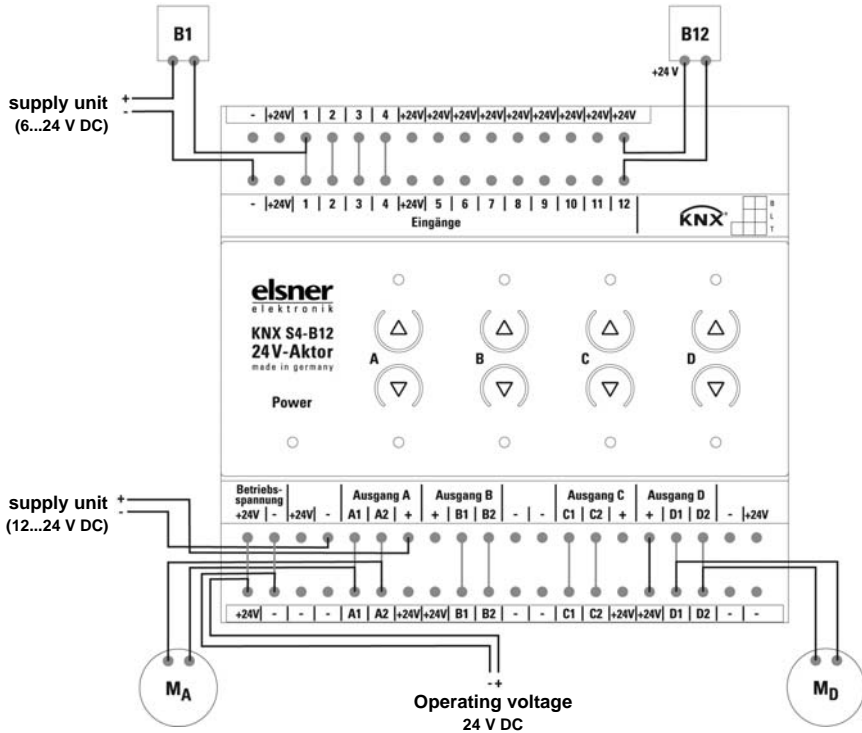 B1
B12
+24 V
supply unit
+
-
(6...24 V DC)
- |+24V| 1 | 2 | 3 | 4 |+24V|+24V|+24V|+24V|+24V|+24V|+24V|+24V|+24V
- |+24V| 1 | 2 | 3 | 4 |+24V| 5 | 6 | 7 | 8 | 9 | 10 | 11 | 12
Eingänge
KNX®
B
L
T
elsner
elektronik
KNX S4-B12
24V-Aktor
made in germany
A
B
C
D
Power
supply unit
+
-
(12...24 V DC)
Betriebs-
spannung
Ausgang A
Ausgang B
Ausgang C
Ausgang D
+24V| - |+24V| - | A1 | A2 | + | + | B1 | B2 | - | - | C1 | C2 | + | + | D1 | D2 | - |+24V
+24V| - | - | - | A1 | A2 |+24V|+24V| B1 | B2 | - | - | C1 | C2 |+24V|+24V| D1 | D2 | - | -
MA
- +
Operating voltage
24 V DC
MD